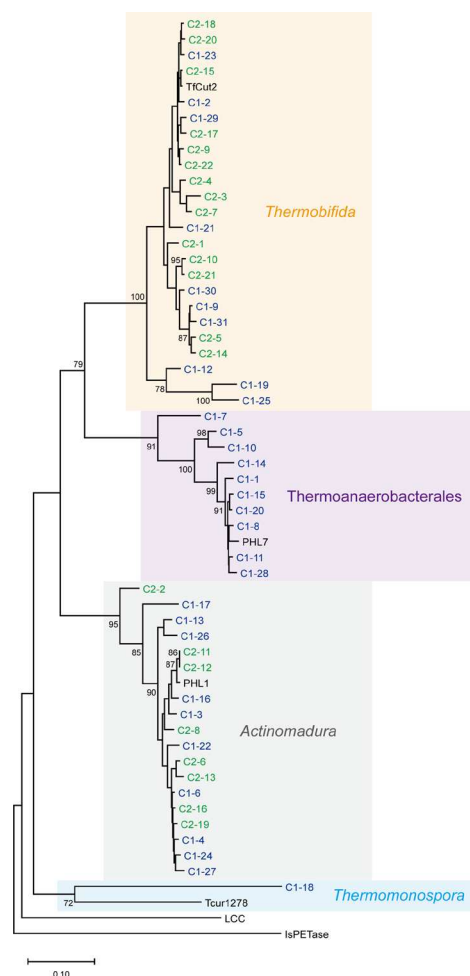 C2-18
C2-20
C1-23
C2-15
TfCut2
C1-2
C1-29
C2-17
C2-9
C2-22
C2-4
C2-3
C2-7
Thermobifida
C1-21
C2-1
95
C2-10
C2-21
C1-30
100
C1-9
C1-31
87
C2-5
C2-14
79
C1-12
78
C1-19
100
C1-25
C1-7
98
C1-5
91
C1-10
100
C1-14
99
C1-1
C1-15
Thermoanaerobacterales
91
C1-20
C1-8
PHL7
C1-11
C1-28
C2-2
C1-17
95
C1-13
C1-26
85
86
C2-11
87
C2-12
PHL1
90
C1-16
C1-3
C2-8
Actinomadura
C1-22
C2-6
C2-13
C1-6
C2-16
C2-19
C1-4
C1-24
C1-27
C1-18
Thermomonospora
72
Tcur1278
LCC
IsPETase
0.10